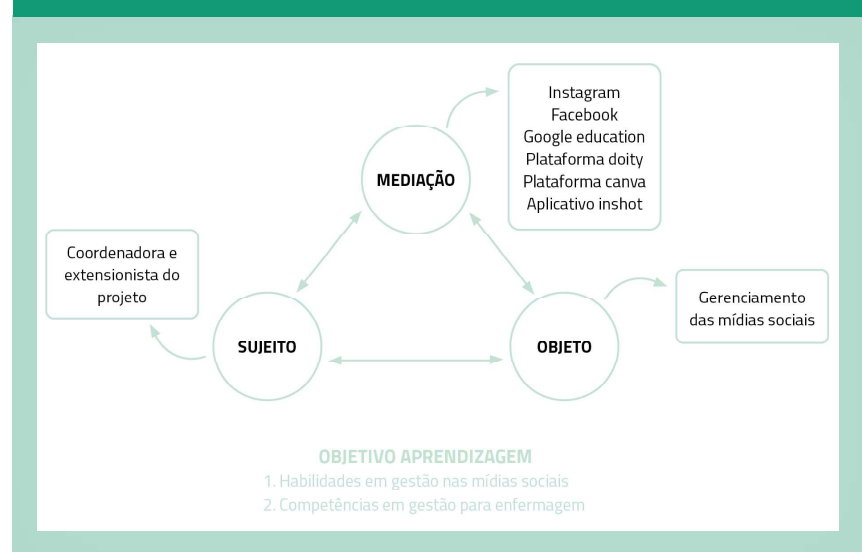 Instagram
Facebook
Google education
Plataforma doity
Plataforma canva
Aplicativo inshot
MEDIAÇÃO
Coordenadora e
extensionista do
projeto
Gerenciamento
das mídias sociais
SUJEITO
OBJETO
OBJETIVO APRENDIZAGEM
1. Habilidades em gestão nas mídias sociais
2. Competências em gestão para enfermagem